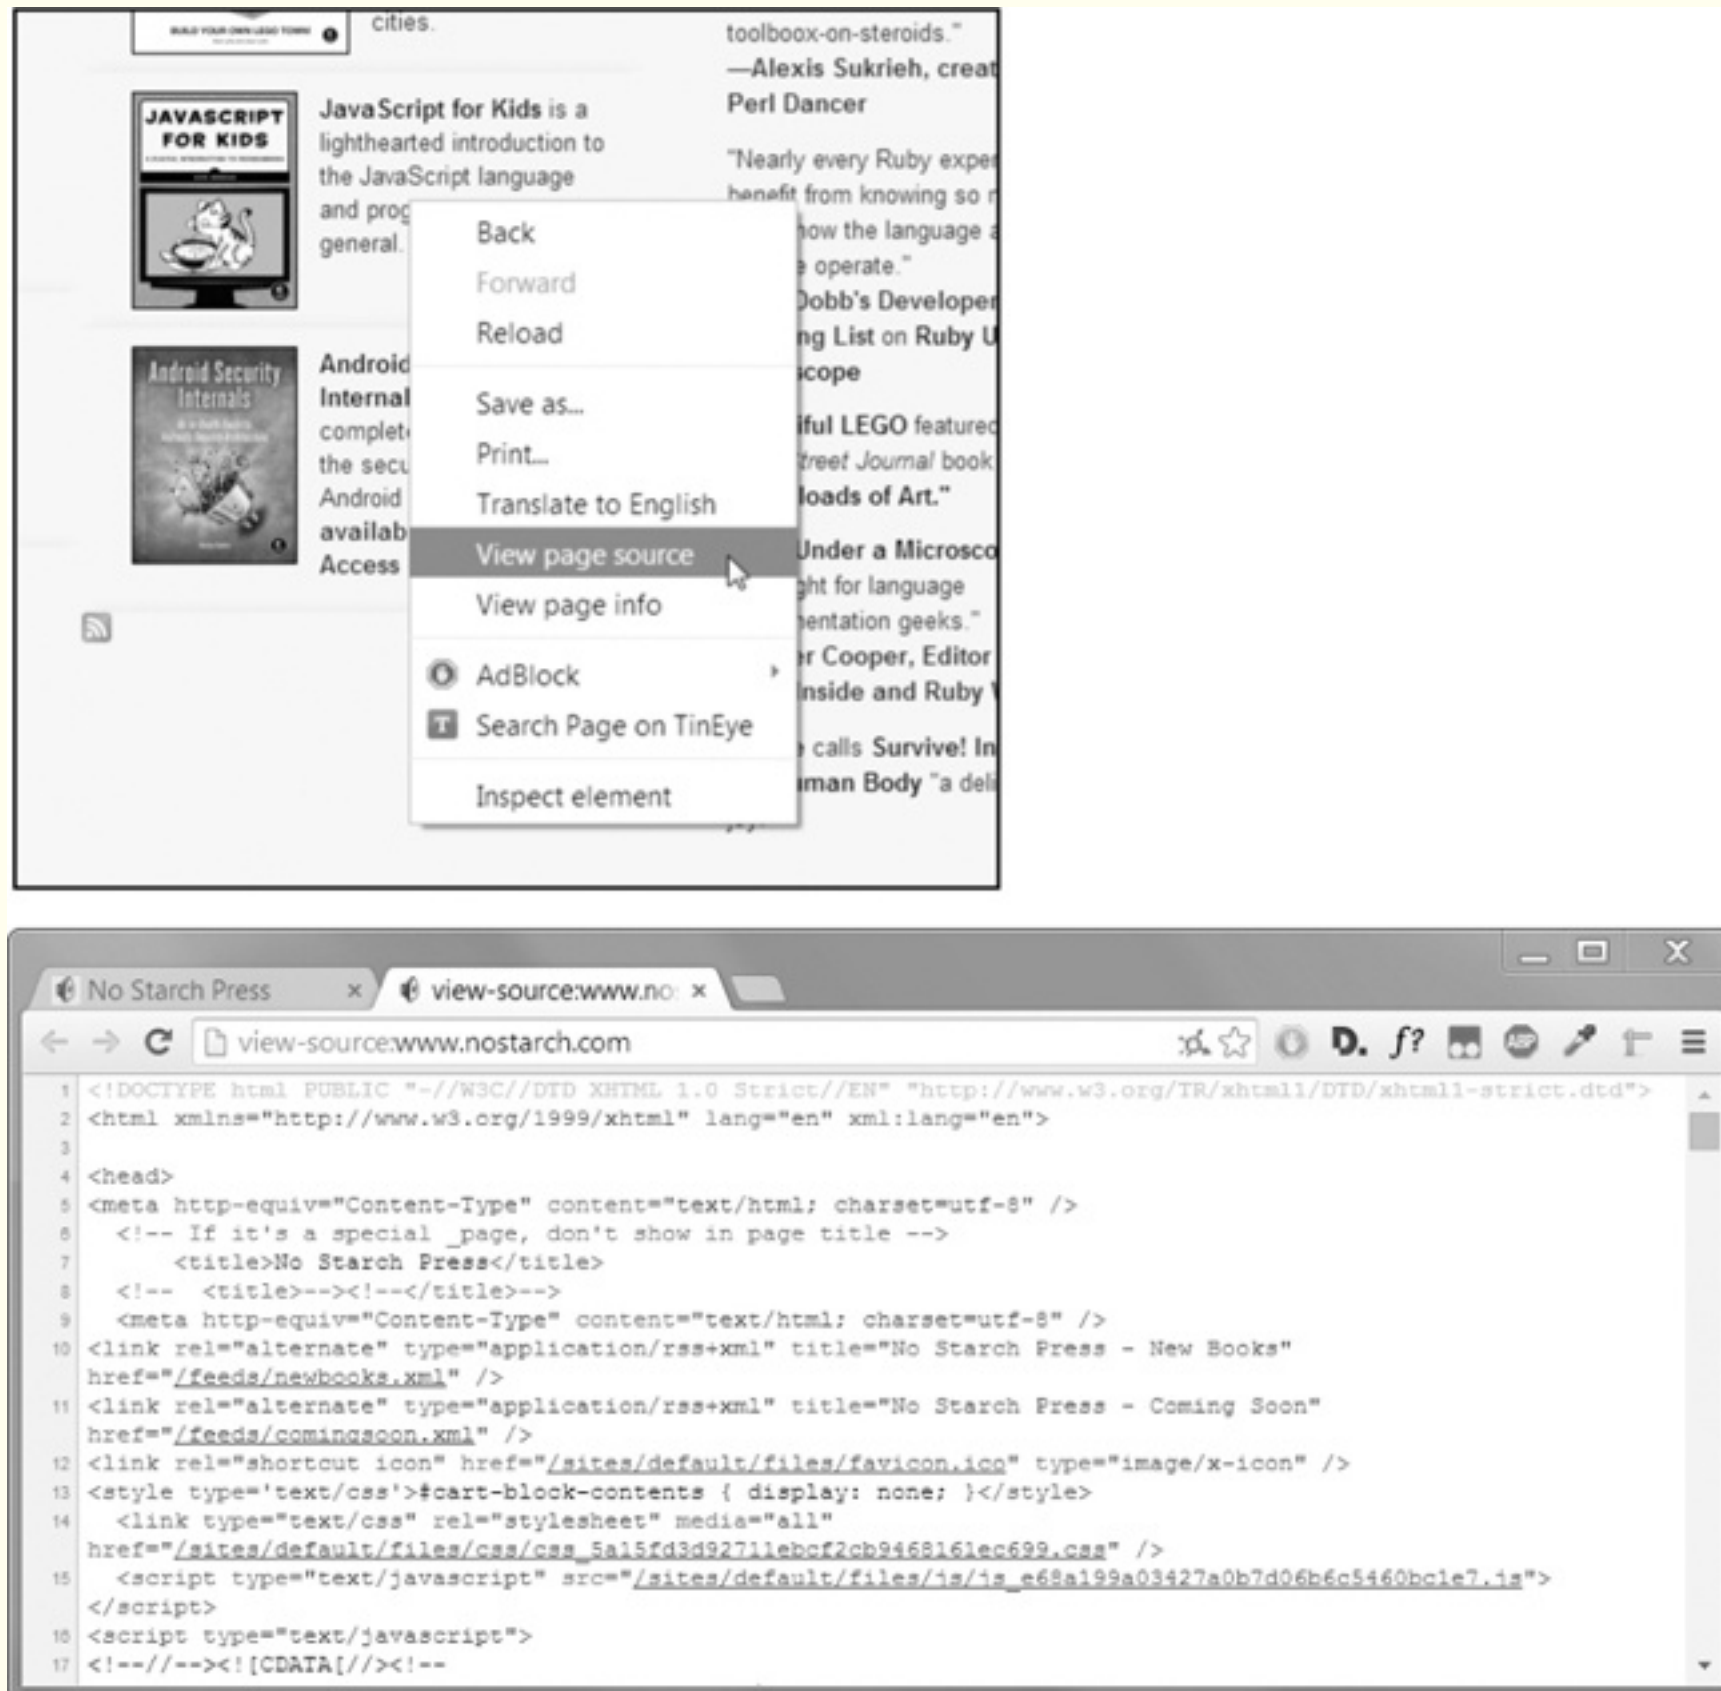 BUILD YOUR OWN LEGO TOWN!
cities.
JAVASCRIPT
FOR KIDS
JavaScript for Kids is a
lighthearted introduction to
the JavaScript language
and prog
general.
Android Security
Internals
Android
Internal
complet
the secu
Android
availab
Access
Back
Forward
Reload
Save as...
Print...
Translate to English
View page source
View page info
AdBlock
T Search Page on TinEye
Inspect element
toolboox-on-steroids."
—Alexis Sukrieh, creat
Perl Dancer
"Nearly every Ruby exper
benefit from knowing so
how the language a
operate."
Dobb's Developer
ng List on Ruby U
scope
iful LEGO featured
treet Journal book
loads of Art."
Under a Microsco
ght for language
mentation geeks."
r Cooper, Editor
Inside and Ruby
calls Survive! In
uman Body "a deli
No Starch Press
view-source:www.no
view-source:www.nostarch.com
D. f? ABP
1 <!DOCTYPE html PUBLIC "-//W3C//DTD XHTML 1.0 Strict//EN" "http://www.w3.org/TR/xhtml1/DTD/xhtml1-strict.dtd">
2 <html xmlns="http://www.w3.org/1999/xhtml" lang="en" xml:lang="en">
3
4 <head>
5 <meta http-equiv="Content-Type" content="text/html; charset=utf-8" />
6 <!-- If it's a special _page, don't show in page title -->
7 <title>No Starch Press</title>
8 <!-- <title>--><!--</title>-->
9 <meta http-equiv="Content-Type" content="text/html; charset=utf-8" />
10 <link rel="alternate" type="application/rss+xml" title="No Starch Press - New Books"
href="/feeds/newbooks.xml" />
11 <link rel="alternate" type="application/rss+xml" title="No Starch Press - Coming Soon"
href="/feeds/comingsoon.xml" />
12 <link rel="shortcut icon" href="/sites/default/files/favicon.ico" type="image/x-icon" />
13 <style type='text/css'>#cart-block-contents { display: none; }</style>
14 <link type="text/css" rel="stylesheet" media="all"
href="/sites/default/files/css/css_5a15fd3d92711ebcf2cb9468161ec699.css" />
15 <script type="text/javascript" src="/sites/default/files/js/js_e68a199a03427a0b7d06b6c5460bc1e7.js">
</script>
16 <script type="text/javascript">
17 <!--//--><![CDATA[//><!--